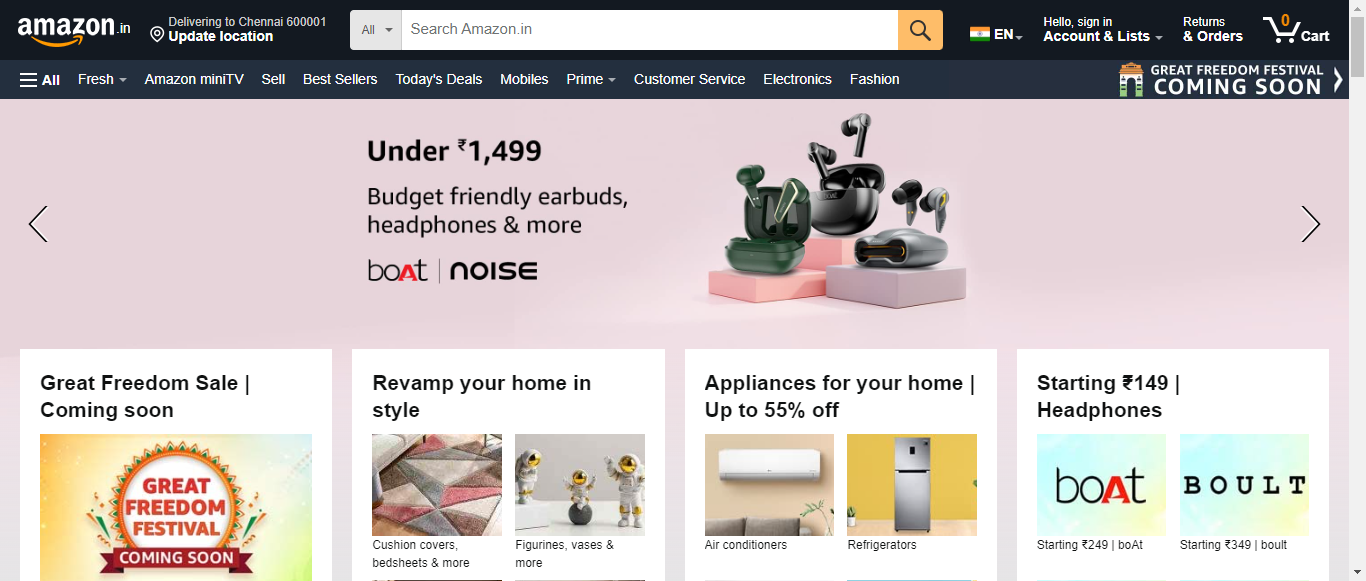 amazon.in
Delivering to Chennai 600001
Update location
All
Search Amazon.in
EN
Hello, sign in
Account & Lists
Returns
& Orders
0
Cart
All
Fresh
Amazon miniTV
Sell
Best Sellers
Today's Deals
Mobiles
Prime
Customer Service
Electronics
Fashion
GREAT FREEDOM FESTIVAL
COMING SOON
Under ₹1,499
Budget friendly earbuds,
headphones & more
boAt | noise
Great Freedom Sale |
Coming soon
GREAT
FREEDOM
FESTIVAL
COMING SOON
Revamp your home in
style
Cushion covers,
bedsheets & more
Figurines, vases &
more
Appliances for your home |
Up to 55% off
Air conditioners
Refrigerators
Starting ₹149 |
Headphones
boAt
Starting ₹249 | boAt
BOULT
Starting ₹349 | boult